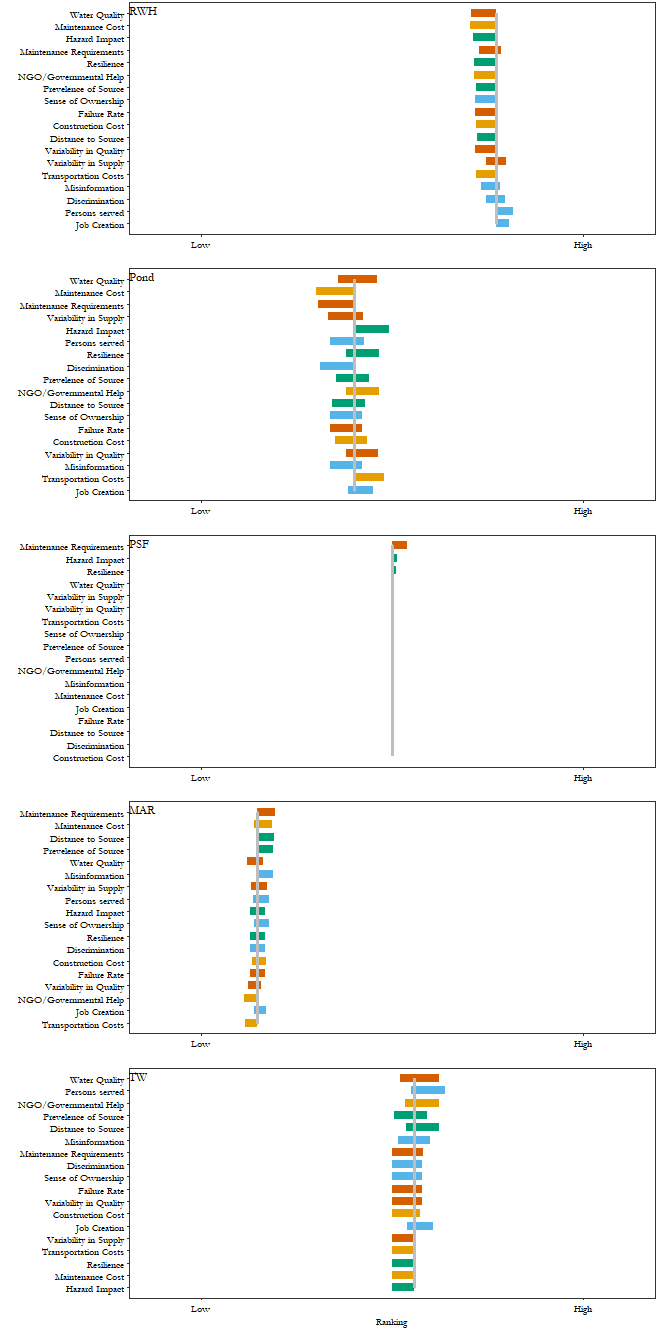 RWH
Water Quality
Maintenance Cost
Hazard Impact
Maintenance Requirements
Resilience
NGO/Governmental Help
Prevelence of Source
Sense of Ownership
Failure Rate
Construction Cost
Distance to Source
Variability in Quality
Variability in Supply
Transportation Costs
Misinformation
Discrimination
Persons served
Job Creation
Low High
Pond
Water Quality
Maintenance Cost
Maintenance Requirements
Variability in Supply
Hazard Impact
Persons served
Resilience
Discrimination
Prevelence of Source
NGO/Governmental Help
Distance to Source
Sense of Ownership
Failure Rate
Construction Cost
Variability in Quality
Misinformation
Transportation Costs
Job Creation
Low High
PSF
Maintenance Requirements
Hazard Impact
Resilience
Water Quality
Variability in Supply
Variability in Quality
Transportation Costs
Sense of Ownership
Prevelence of Source
Persons served
NGO/Governmental Help
Misinformation
Maintenance Cost
Job Creation
Failure Rate
Distance to Source
Discrimination
Construction Cost
Low High
MAR
Maintenance Requirements
Maintenance Cost
Distance to Source
Prevelence of Source
Water Quality
Misinformation
Variability in Supply
Persons served
Hazard Impact
Sense of Ownership
Resilience
Discrimination
Construction Cost
Failure Rate
Variability in Quality
NGO/Governmental Help
Job Creation
Transportation Costs
Low High
TW
Water Quality
Persons served
NGO/Governmental Help
Prevelence of Source
Distance to Source
Misinformation
Maintenance Requirements
Discrimination
Sense of Ownership
Failure Rate
Variability in Quality
Construction Cost
Job Creation
Variability in Supply
Transportation Costs
Resilience
Maintenance Cost
Hazard Impact
Low High
Ranking